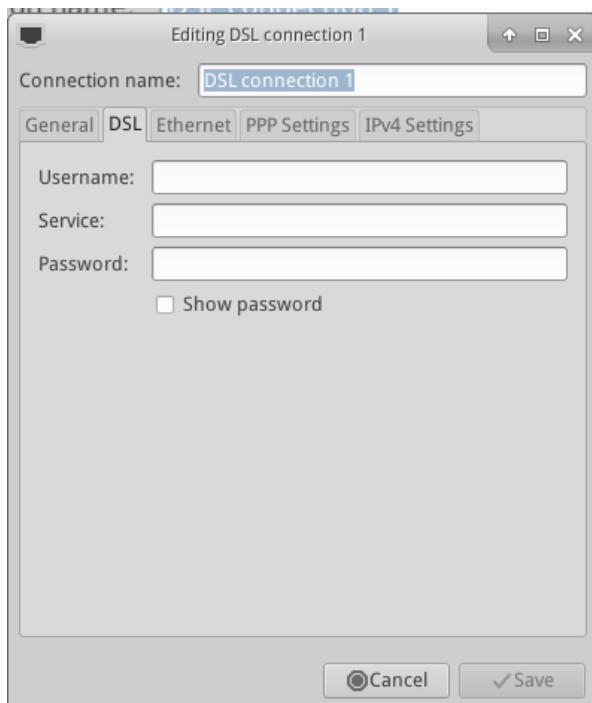 Editing DSL connection 1
Connection name: DSL connection 1
General DSL Ethernet PPP Settings IPv4 Settings
Username:
Service:
Password:
Show password
Cancel Save